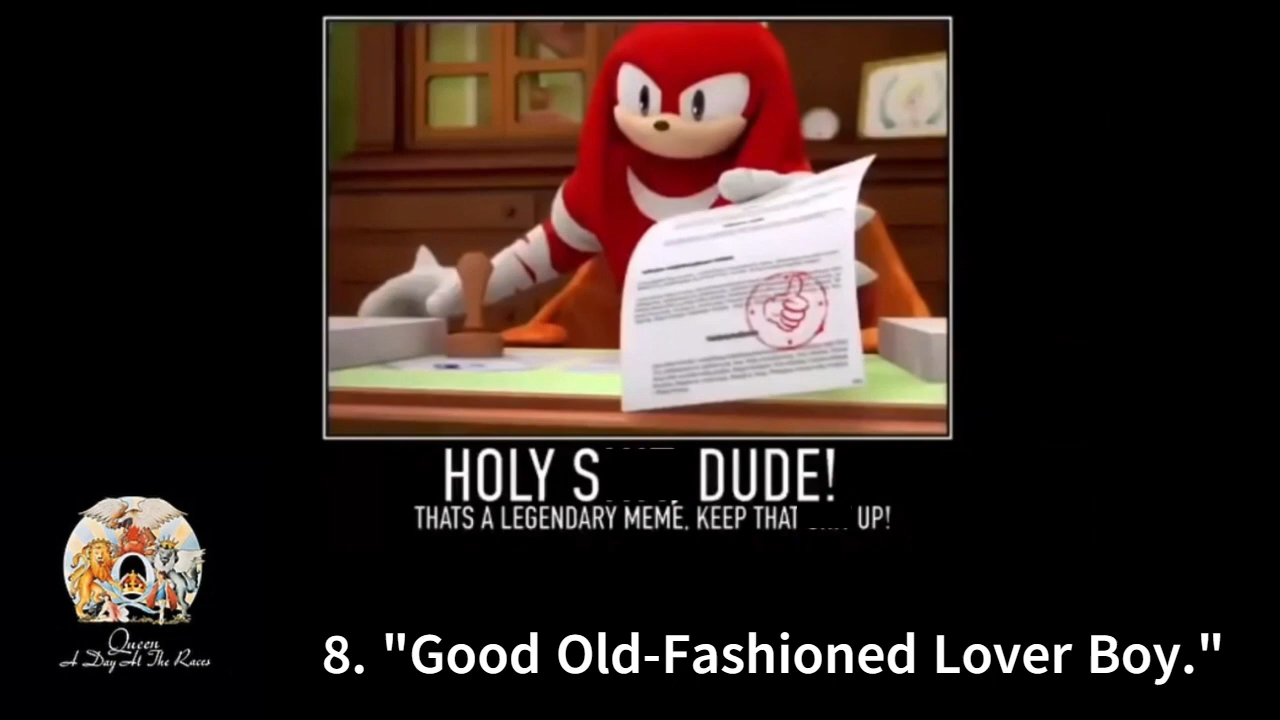 HOLY S DUDE!
THATS A LEGENDARY MEME, KEEP THAT UP!
Queen
A Day At The Races
8. "Good Old-Fashioned Lover Boy."